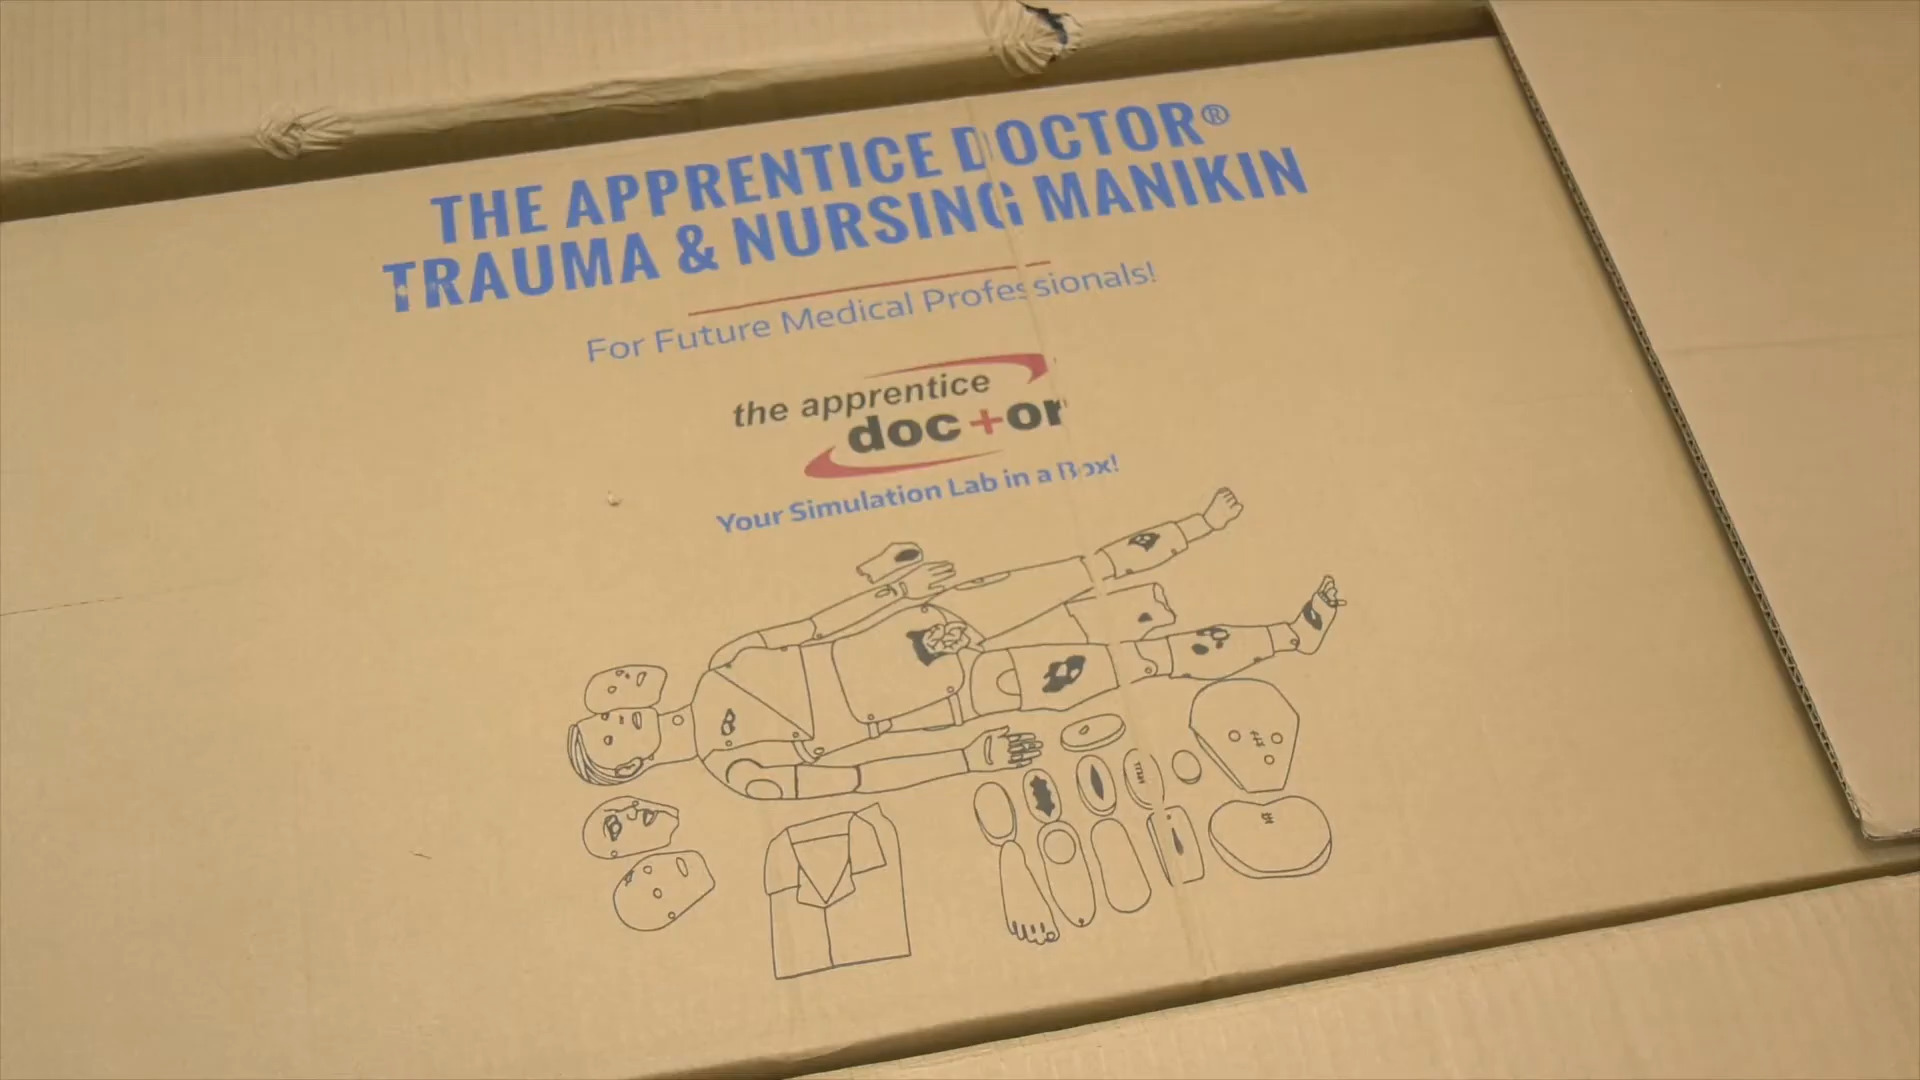 THE APPRENTICE DOCTOR®
TRAUMA & NURSING MANIKIN
For Future Medical Professionals!
the apprentice
doc+or
Your Simulation Lab in a Box!